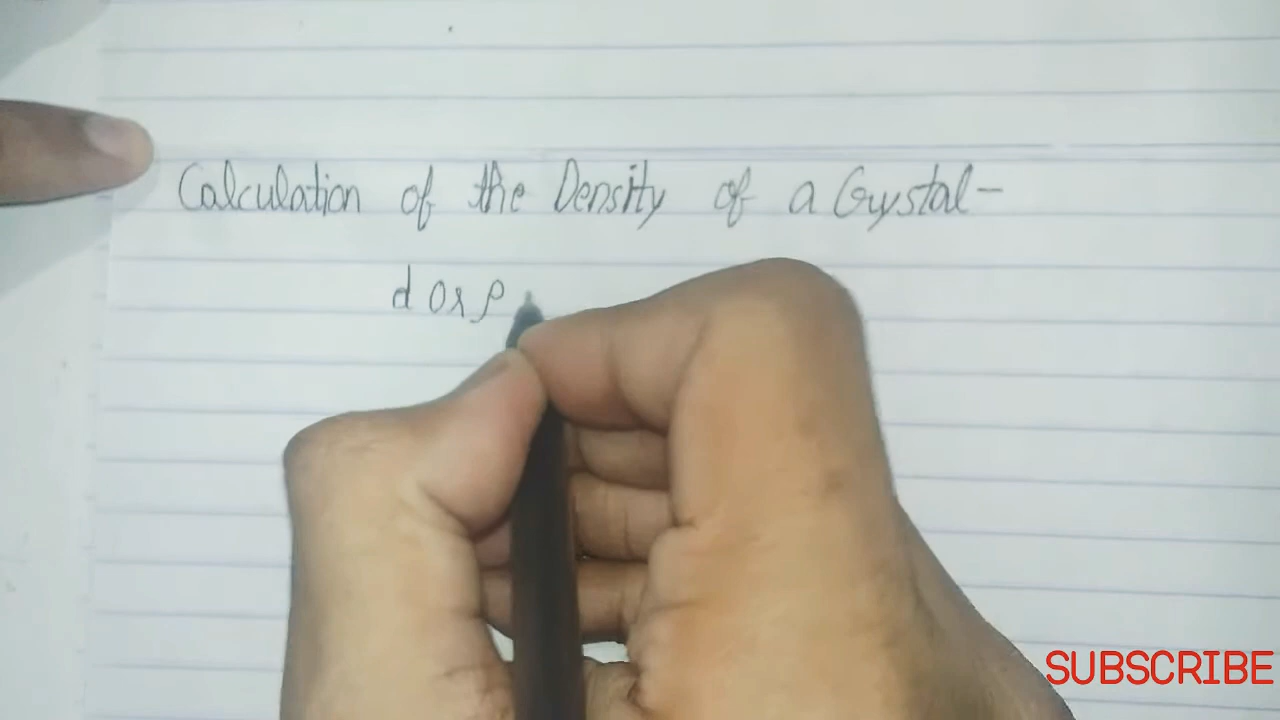 Calculation of the Density of a Crystal-
d or ρ
SUBSCRIBE